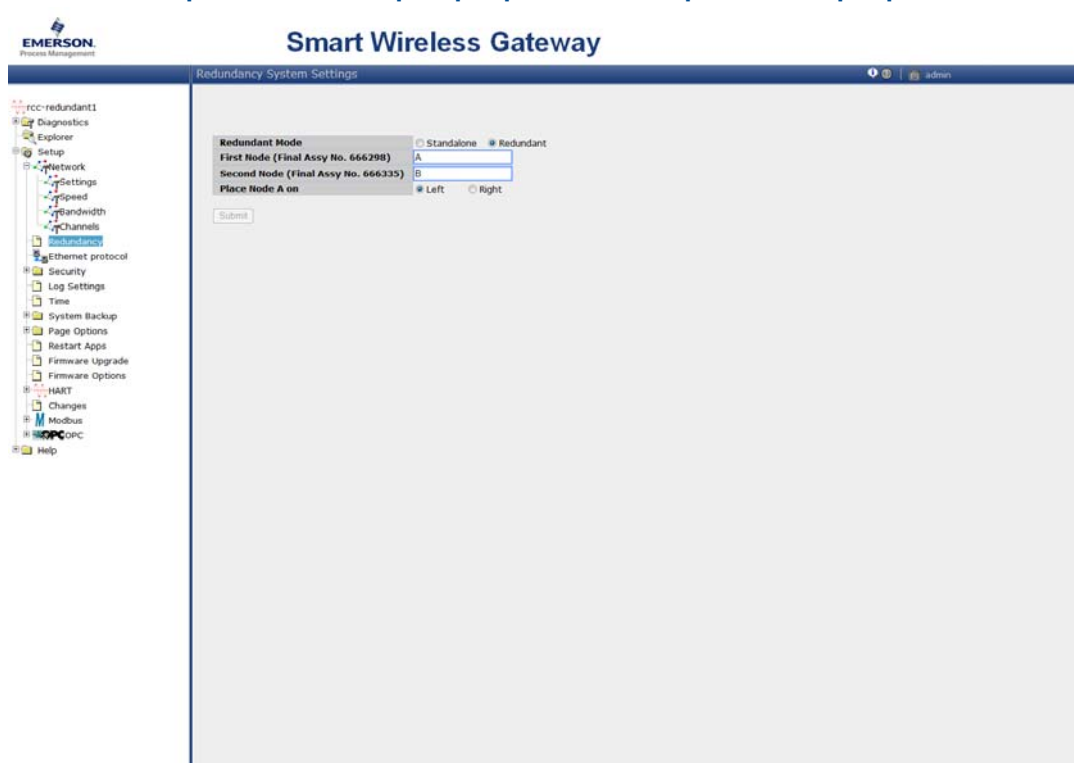 EMERSON.
Process Management
Smart Wireless Gateway
Redundancy System Settings
admin
rcc-redundant1
Diagnostics
Explorer
Setup
Network
Settings
Speed
Bandwidth
Channels
Redundancy
Ethernet protocol
Security
Log Settings
Time
System Backup
Page Options
Restart Apps
Firmware Upgrade
Firmware Options
HART
Changes
Modbus
OPC OPC
Help
Redundant Mode Standalone Redundant
First Node (Final Assy No. 666298) A
Second Node (Final Assy No. 666335) B
Place Node A on Left Right
Submit